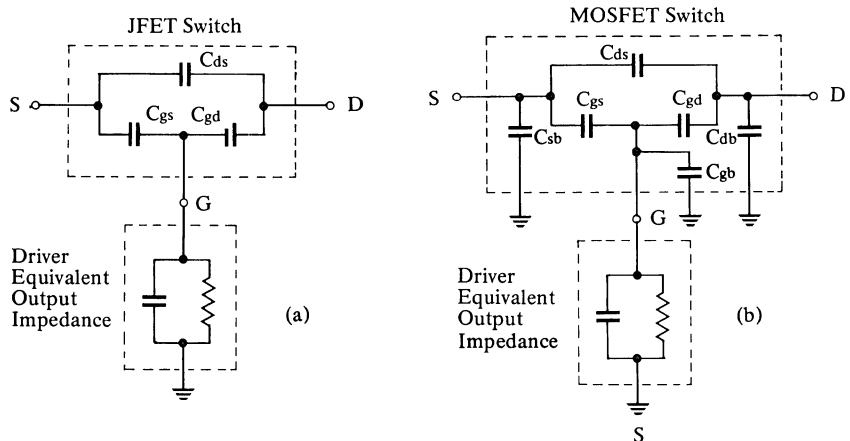 JFET Switch
Cds
S
D
Cgs
Cgd
G
Driver
Equivalent
Output
Impedance
(a)
MOSFET Switch
Cds
S
D
Cgs
Cgd
Csb
Cdb
Cgb
G
Driver
Equivalent
Output
Impedance
(b)
S